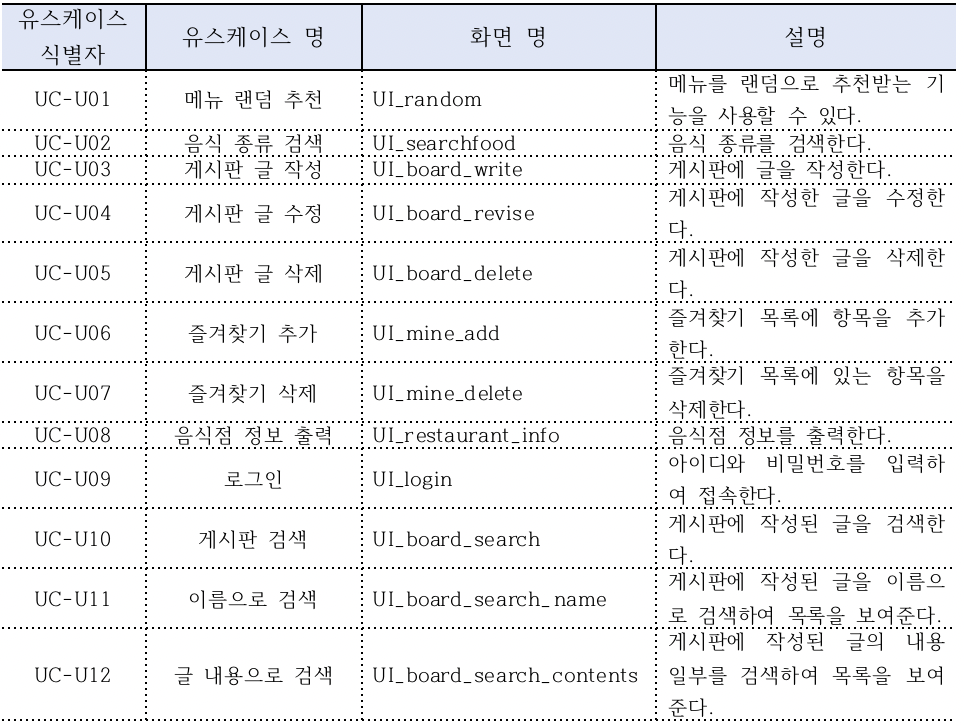 유스케이스 식별자 유스케이스 명 화면 명 설명
UC-U01 메뉴 랜덤 추천 UI_random 메뉴를 랜덤으로 추천받는 기
능을 사용할 수 있다.
UC-U02 음식 종류 검색 UI_searchfood 음식 종류를 검색한다.
UC-U03 게시판 글 작성 UI_board_write 게시판에 글을 작성한다.
UC-U04 게시판 글 수정 UI_board_revise 게시판에 작성한 글을 수정한
다.
UC-U05 게시판 글 삭제 UI_board_delete 게시판에 작성한 글을 삭제한
다.
UC-U06 즐겨찾기 추가 UI_mine_add 즐겨찾기 목록에 항목을 추가
한다.
UC-U07 즐겨찾기 삭제 UI_mine_delete 즐겨찾기 목록에 있는 항목을
삭제한다.
UC-U08 음식점 정보 출력 UI_restaurant_info 음식점 정보를 출력한다.
UC-U09 로그인 UI_login 아이디와 비밀번호를 입력하
여 접속한다.
UC-U10 게시판 검색 UI_board_search 게시판에 작성된 글을 검색한
다.
UC-U11 이름으로 검색 UI_board_search_name 게시판에 작성된 글을 이름으
로 검색하여 목록을 보여준다.
UC-U12 글 내용으로 검색 UI_board_search_contents 게시판에 작성된 글의 내용
일부를 검색하여 목록을 보여
준다.